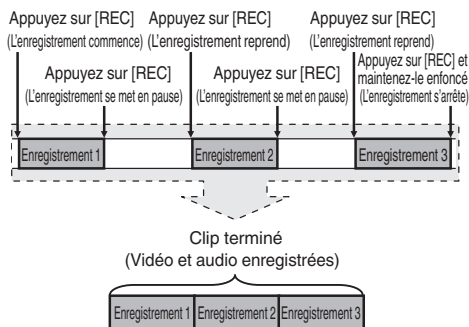 Appuyez sur [REC]
(L'enregistrement commence)
Appuyez sur [REC]
(L'enregistrement reprend)
Appuyez sur [REC]
(L'enregistrement reprend)
Appuyez sur [REC]
(L'enregistrement se met en pause)
Appuyez sur [REC]
(L'enregistrement se met en pause)
Appuyez sur [REC] et
maintenez-le enfoncé
(L'enregistrement s'arrête)
Enregistrement 1
Enregistrement 2
Enregistrement 3
Clip terminé
(Vidéo et audio enregistrées)
Enregistrement 1
Enregistrement 2
Enregistrement 3